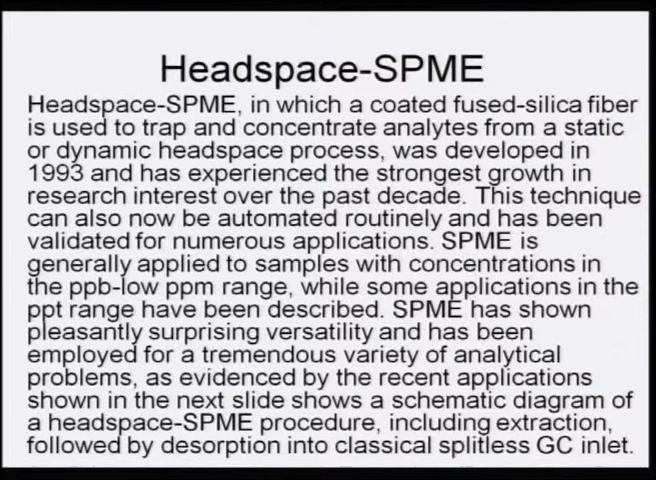 Headspace-SPME
Headspace-SPME, in which a coated fused-silica fiber
is used to trap and concentrate analytes from a static
or dynamic headspace process, was developed in
1993 and has experienced the strongest growth in
research interest over the past decade. This technique
can also now be automated routinely and has been
validated for numerous applications. SPME is
generally applied to samples with concentrations in
the ppb-low ppm range, while some applications in the
ppt range have been described. SPME has shown
pleasantly surprising versatility and has been
employed for a tremendous variety of analytical
problems, as evidenced by the recent applications
shown in the next slide shows a schematic diagram of
a headspace-SPME procedure, including extraction,
followed by desorption into classical splitless GC inlet.